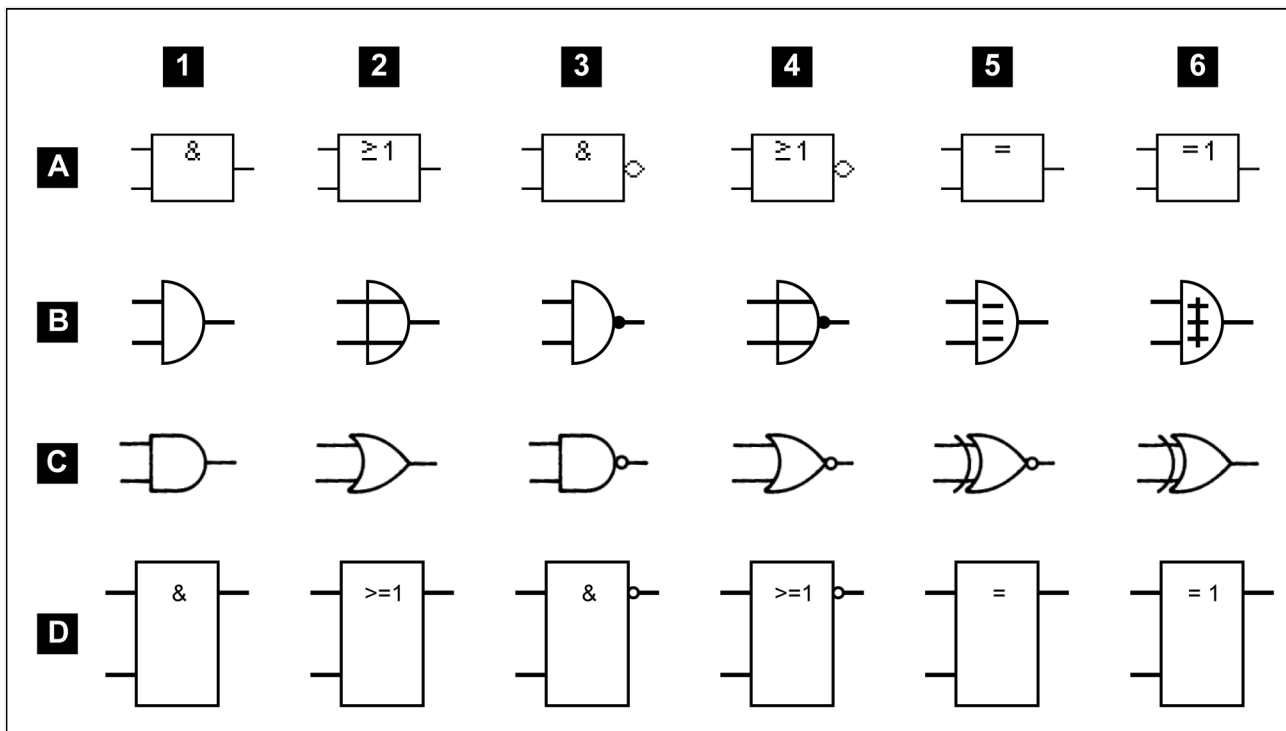 1 2 3 4 5 6
A & ≥1 & ≥1 = =1
B
C
D & >=1 & >=1 = = 1